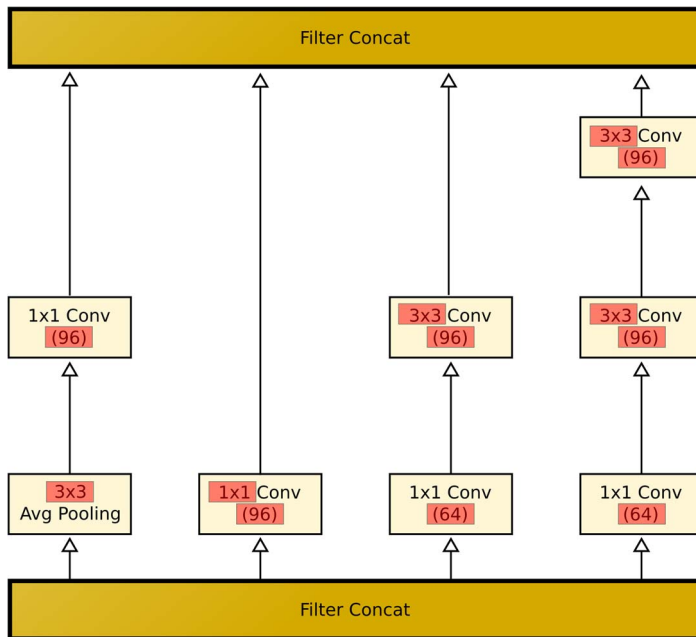 Filter Concat
3x3 Conv
(96)
1x1 Conv
(96)
3x3 Conv
(96)
3x3 Conv
(96)
3x3
Avg Pooling
1x1 Conv
(96)
1x1 Conv
(64)
1x1 Conv
(64)
Filter Concat